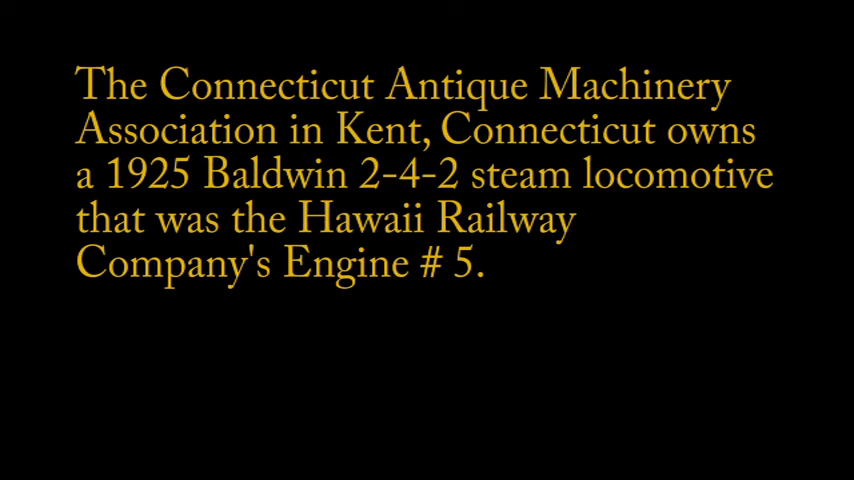 The Connecticut Antique Machinery
Association in Kent, Connecticut owns
a 1925 Baldwin 2-4-2 steam locomotive
that was the Hawaii Railway
Company's Engine # 5.